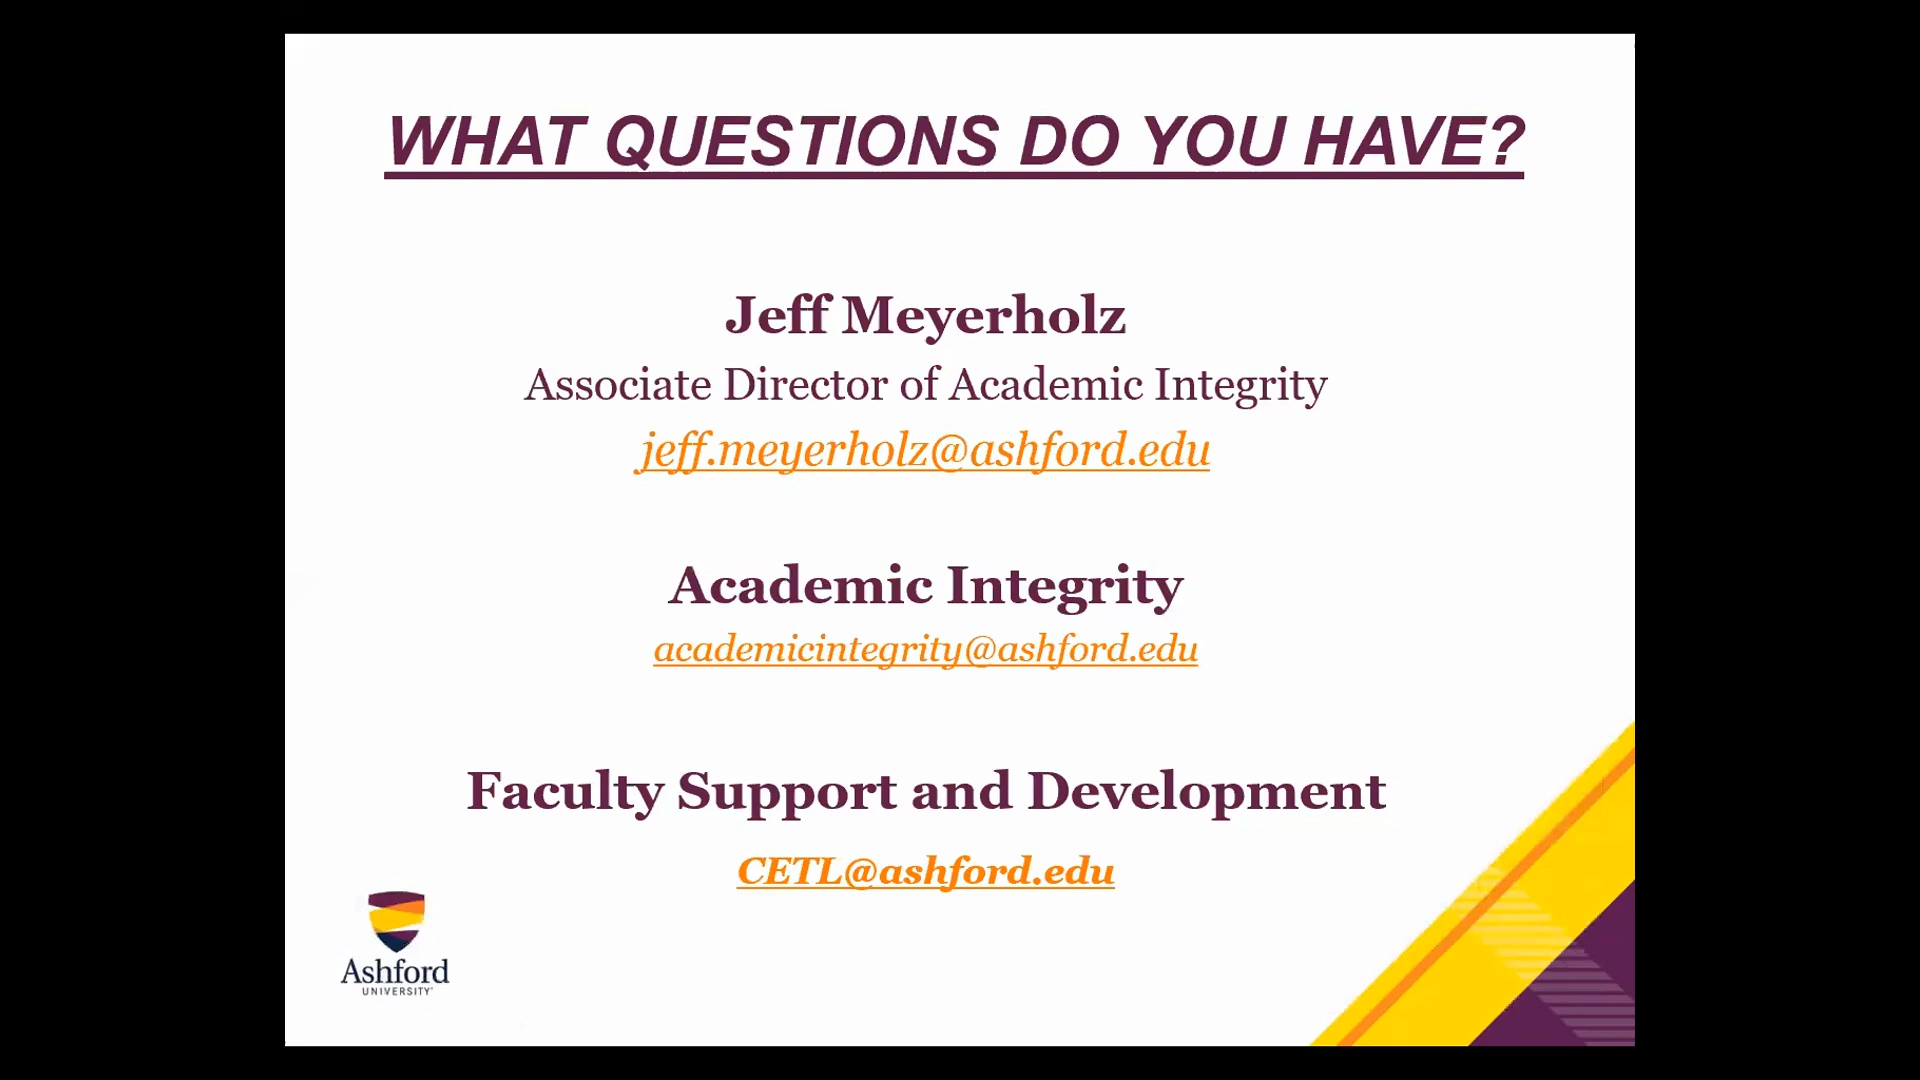 WHAT QUESTIONS DO YOU HAVE?
Jeff Meyerholz
Associate Director of Academic Integrity
jeff.meyerholz@ashford.edu
Academic Integrity
academicintegrity@ashford.edu
Faculty Support and Development
CETL@ashford.edu
Ashford
UNIVERSITY